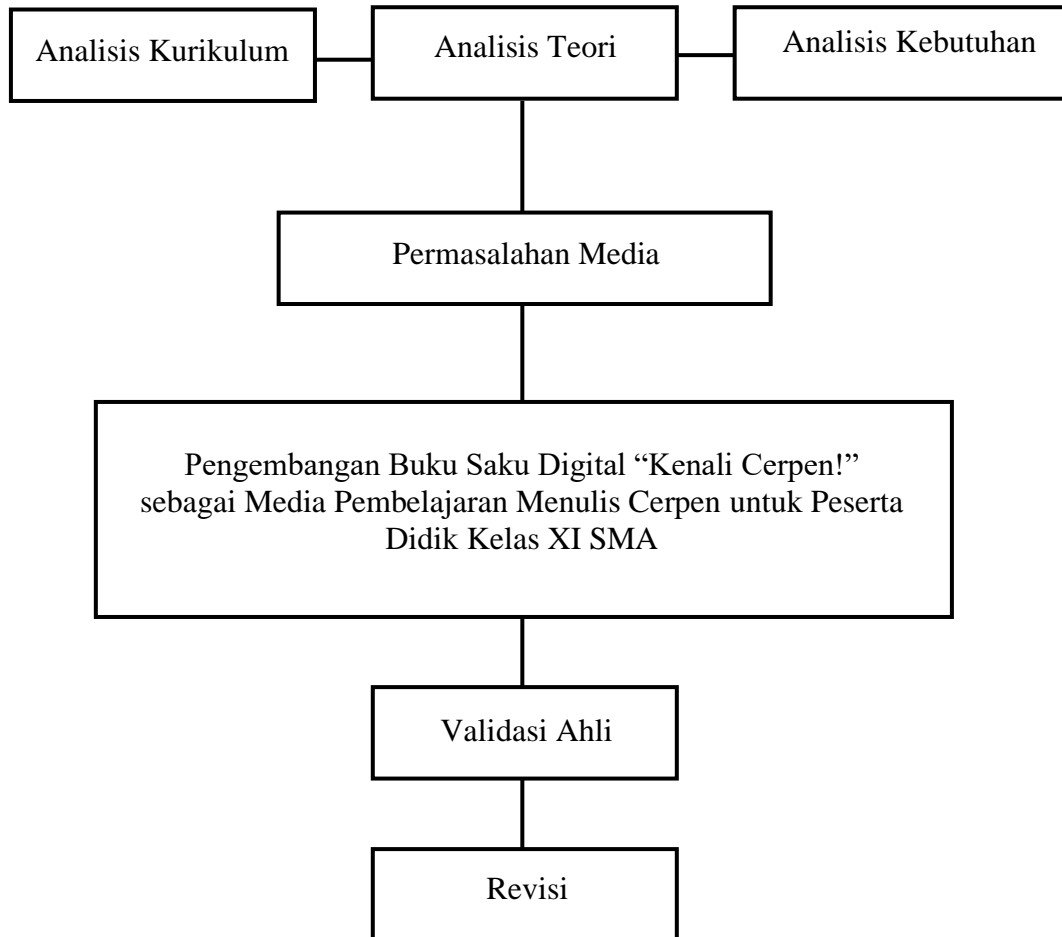 Analisis Kurikulum
Analisis Teori
Analisis Kebutuhan
Permasalahan Media
Pengembangan Buku Saku Digital “Kenali Cerpen!”
sebagai Media Pembelajaran Menulis Cerpen untuk Peserta
Didik Kelas XI SMA
Validasi Ahli
Revisi